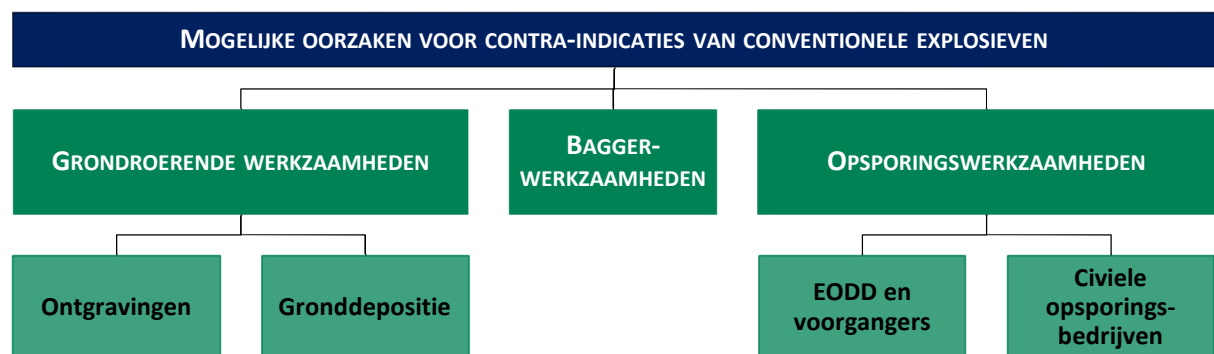 MOGELIJKE OORZAKEN VOOR CONTRA-INDICATIES VAN CONVENTIONELE EXPLOSIEVEN
GRONDROERENDE WERKZAAMHEDEN
BAGGER-
WERKZAAMHEDEN
OPSPORINGSWERKZAAMHEDEN
Ontgravingen
Gronddepositie
EODD en
voorgangers
Civiele
opsporings-
bedrijven